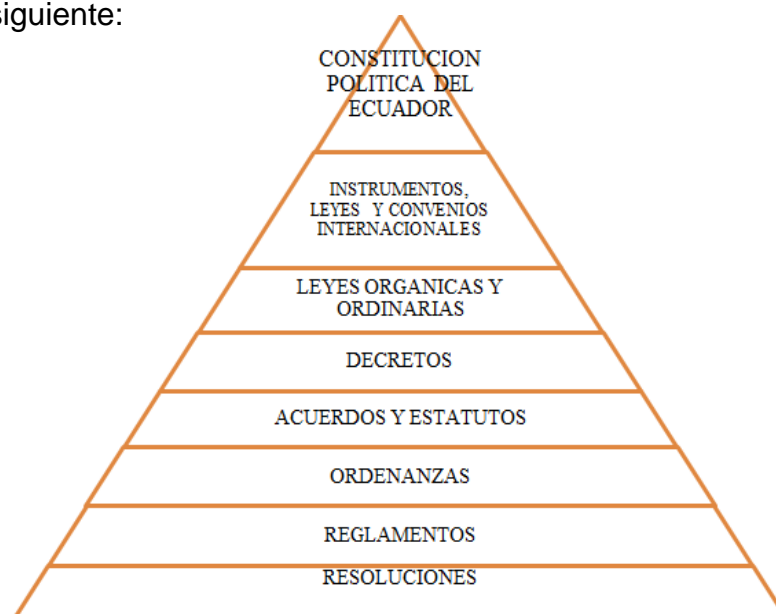 siguiente:
CONSTITUCION
POLITICA DEL
ECUADOR
INSTRUMENTOS,
LEYES Y CONVENIOS
INTERNACIONALES
LEYES ORGANICAS Y
ORDINARIAS
DECRETOS
ACUERDOS Y ESTATUTOS
ORDENANZAS
REGLAMENTOS
RESOLUCIONES